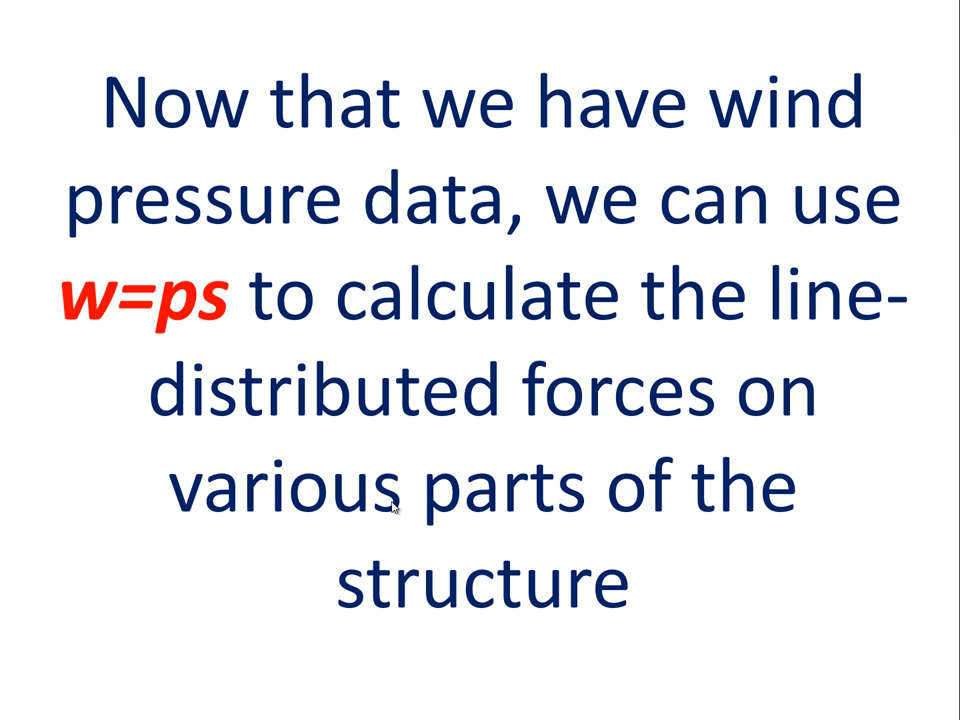 Now that we have wind
pressure data, we can use
w=ps to calculate the line-
distributed forces on
various parts of the
structure